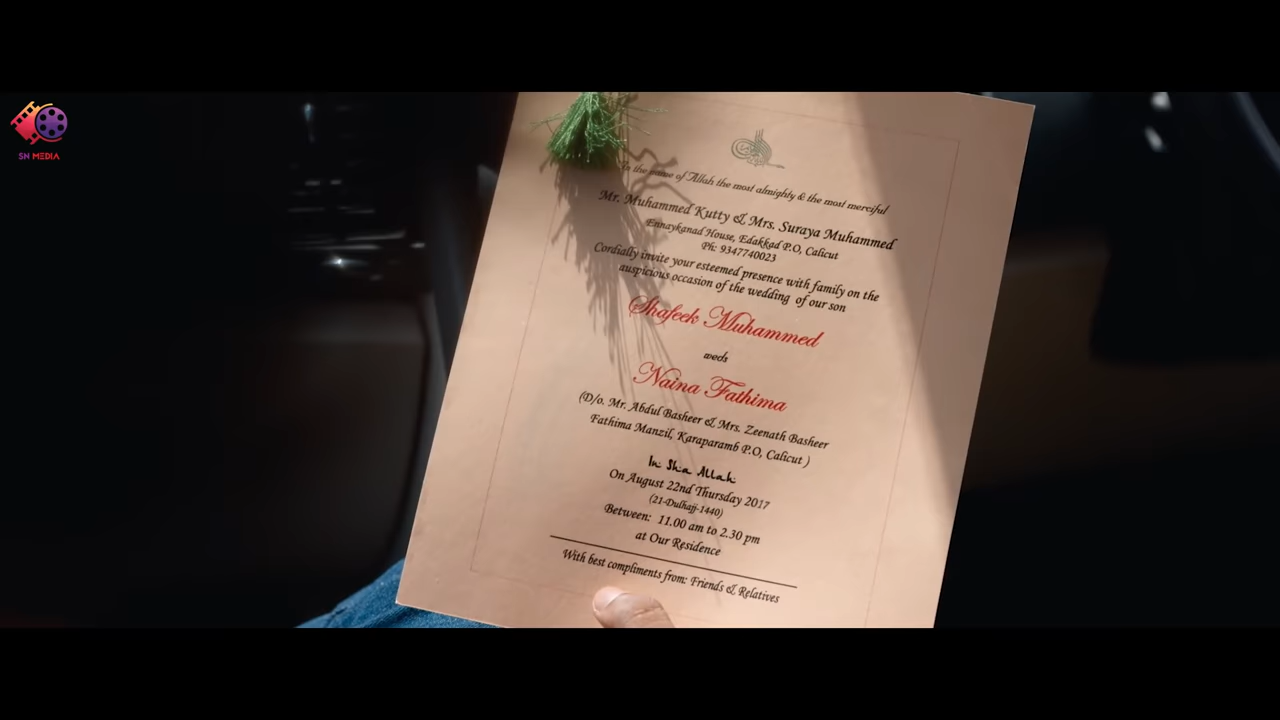 SN MEDIA
In the name of Allah the most almighty & the most merciful
Mr. Muhammed Kutty & Mrs. Suraya Muhammed
Ennaykanad House, Edakkad P.O, Calicut
Ph: 9347740023
Cordially invite your esteemed presence with family on the
auspicious occasion of the wedding of our son
Shafeek Muhammed
weds
Naina Fathima
(D/o. Mr. Abdul Basheer & Mrs. Zeenath Basheer
Fathima Manzil, Karaparamb P.O, Calicut )
In Sha Allah
On August 22nd Thursday 2017
(21-Dulhajj-1440)
Between: 11.00 am to 2.30 pm
at Our Residence
With best compliments from: Friends & Relatives